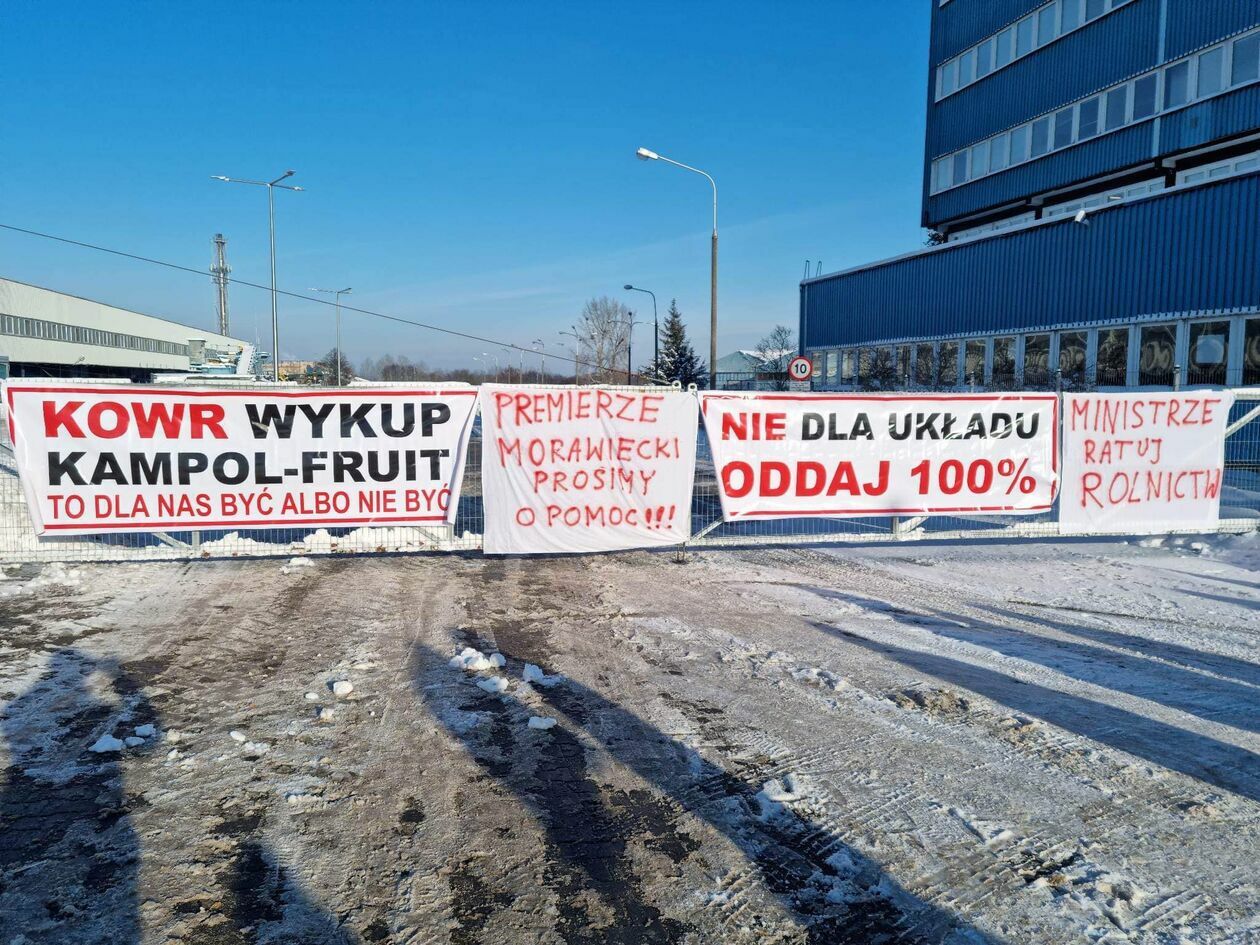 KOWR WYKUP
KAMPOL-FRUIT
TO DLA NAS BYĆ ALBO NIE BYĆ
PREMIERZE
MORAWIECKI
PROSIMY
O POMOC!!!
NIE DLA UKŁADU
ODDAJ 100%
MINISTRZE
RATUJ
ROLNICTW
10